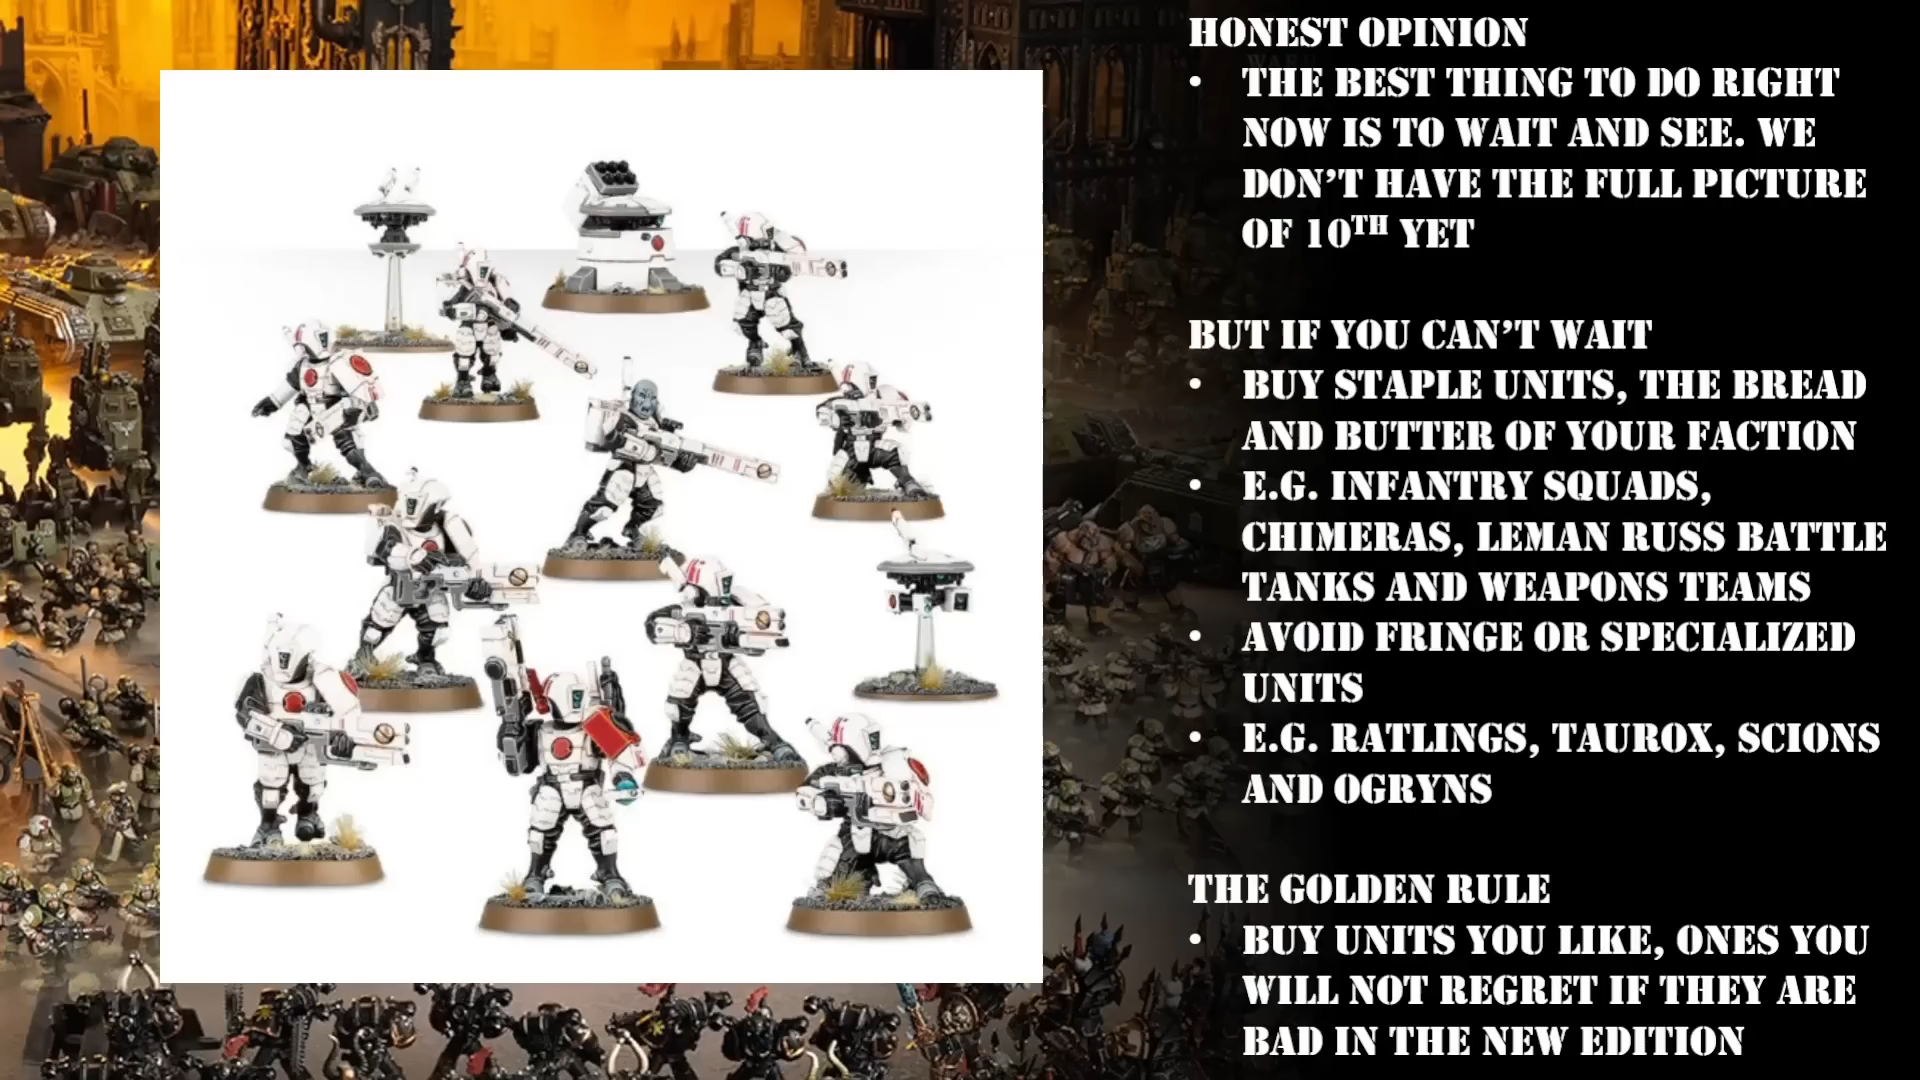 HONEST OPINION
• THE BEST THING TO DO RIGHT
NOW IS TO WAIT AND SEE. WE
DON'T HAVE THE FULL PICTURE
OF 10TH YET
BUT IF YOU CAN'T WAIT
• BUY STAPLE UNITS, THE BREAD
AND BUTTER OF YOUR FACTION
• E.G. INFANTRY SQUADS,
CHIMERAS, LEMAN RUSS BATTLE
TANKS AND WEAPONS TEAMS
• AVOID FRINGE OR SPECIALIZED
UNITS
• E.G. RATLINGS, TAUROX, SCIONS
AND OGRYNS
THE GOLDEN RULE
• BUY UNITS YOU LIKE, ONES YOU
WILL NOT REGRET IF THEY ARE
BAD IN THE NEW EDITION